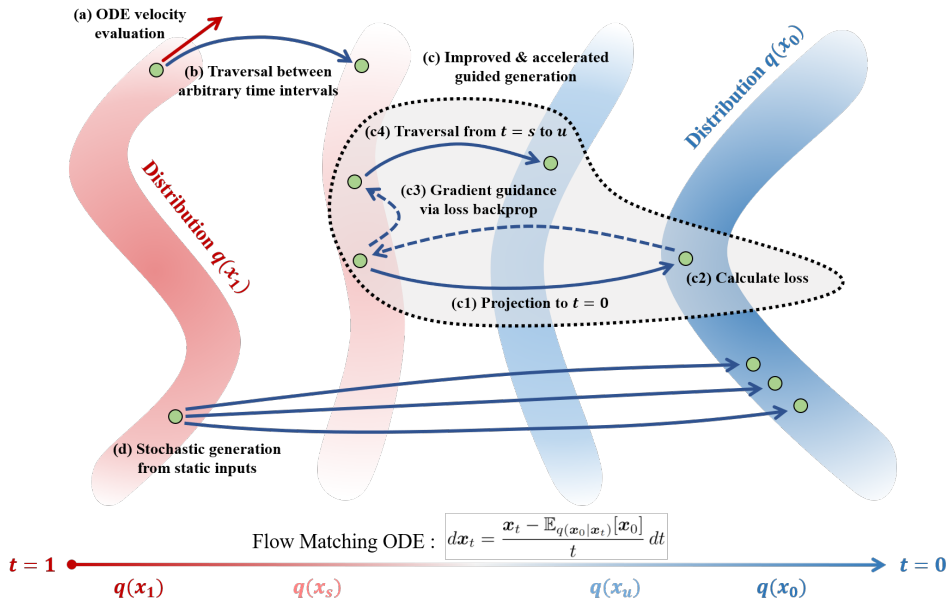 (a) ODE velocity
evaluation
(b) Traversal between
arbitrary time intervals
(c) Improved & accelerated
guided generation
Distribution q(x₀)
(c4) Traversal from t = s to u
Distribution q(x₁)
(c3) Gradient guidance
via loss backprop
(c2) Calculate loss
(c1) Projection to t = 0
(d) Stochastic generation
from static inputs
Flow Matching ODE : dxₜ = (xₜ − 𝔼_{q(x₀|xₜ)}[x₀]) / t dt
t = 1
t = 0
q(x₁)
q(xₛ)
q(xᵤ)
q(x₀)